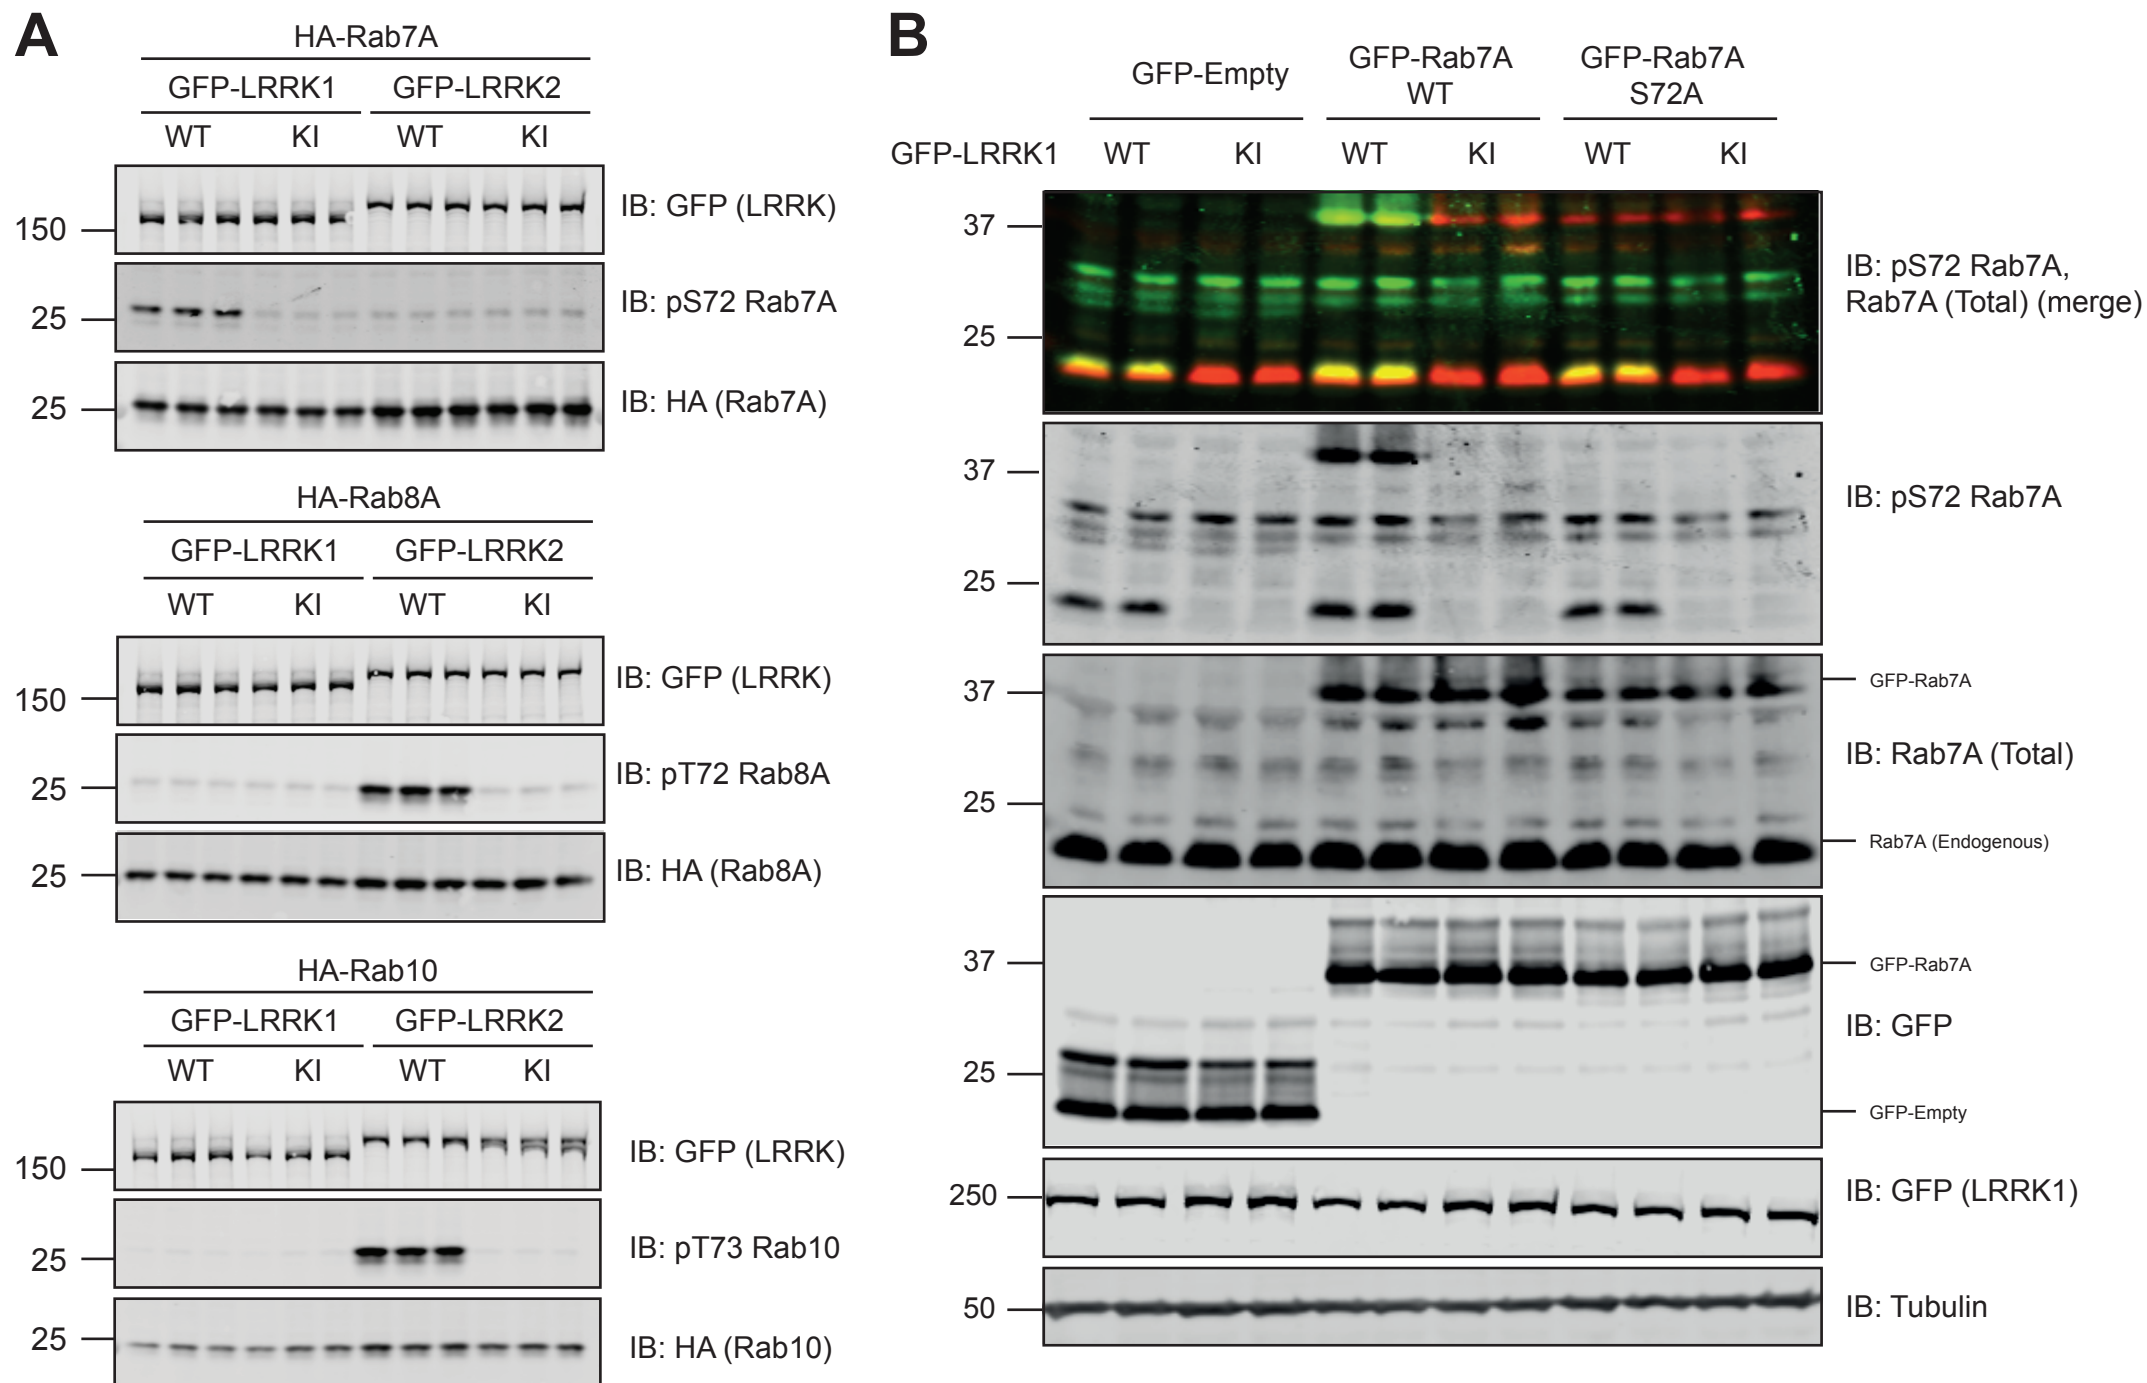 A
HA-Rab7A
GFP-LRRK1 GFP-LRRK2
WT KI WT KI
150
IB: GFP (LRRK)
25
IB: pS72 Rab7A
25
IB: HA (Rab7A)
HA-Rab8A
GFP-LRRK1 GFP-LRRK2
WT KI WT KI
150
IB: GFP (LRRK)
25
IB: pT72 Rab8A
25
IB: HA (Rab8A)
HA-Rab10
GFP-LRRK1 GFP-LRRK2
WT KI WT KI
150
IB: GFP (LRRK)
25
IB: pT73 Rab10
25
IB: HA (Rab10)
B
GFP-Empty
GFP-Rab7A
WT
GFP-Rab7A
S72A
GFP-LRRK1 WT KI WT KI WT KI
37
25
IB: pS72 Rab7A,
Rab7A (Total) (merge)
37
25
IB: pS72 Rab7A
37
25
GFP-Rab7A
IB: Rab7A (Total)
Rab7A (Endogenous)
37
25
GFP-Rab7A
IB: GFP
GFP-Empty
250
IB: GFP (LRRK1)
50
IB: Tubulin